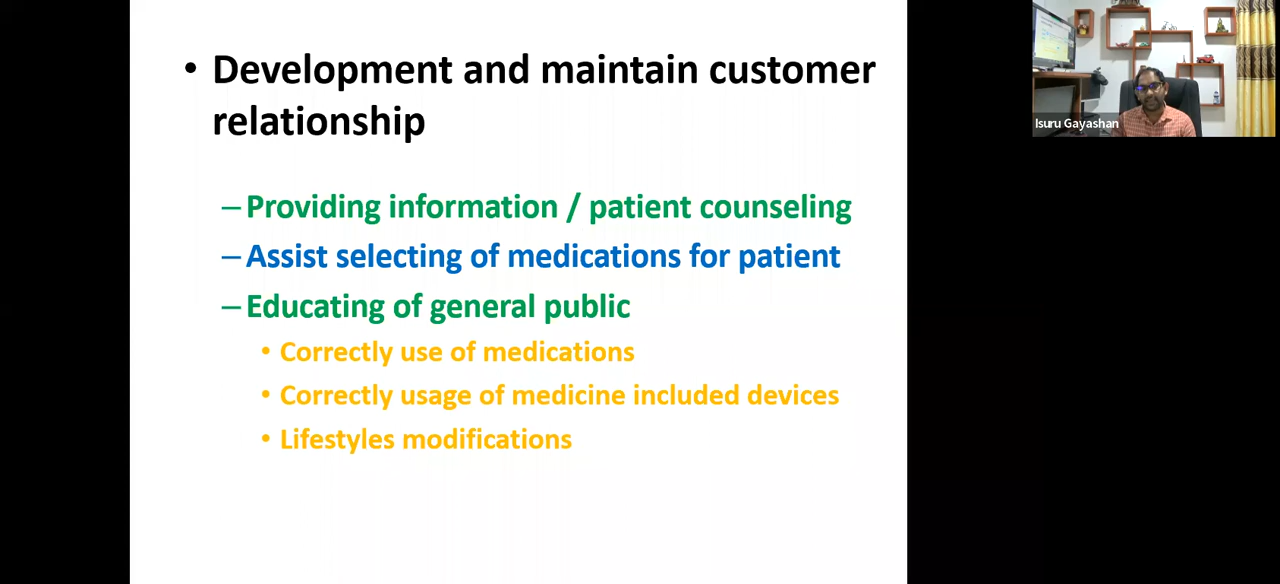 • Development and maintain customer
relationship
– Providing information / patient counseling
– Assist selecting of medications for patient
– Educating of general public
• Correctly use of medications
• Correctly usage of medicine included devices
• Lifestyles modifications
Isuru Gayashan